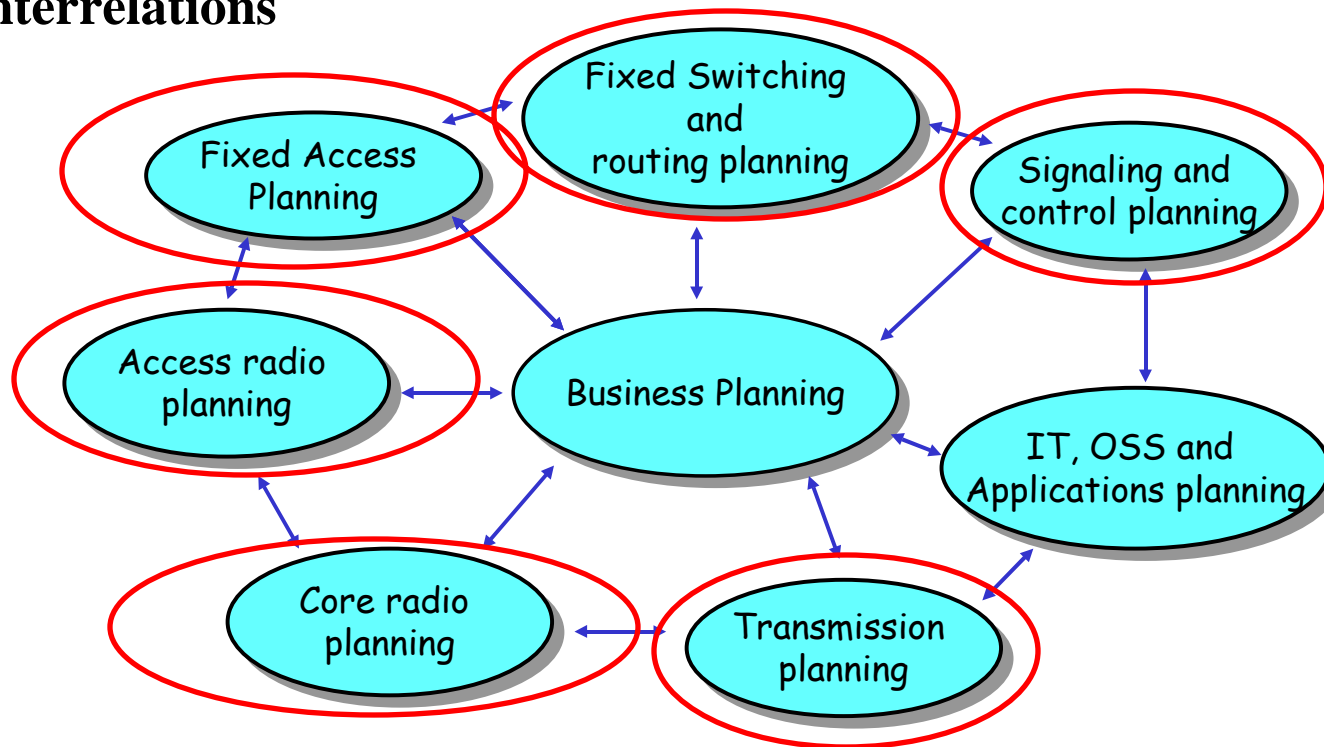 nterrelations
Fixed Switching
and
routing planning
Fixed Access
Planning
Signaling and
control planning
Access radio
planning
Business Planning
IT, OSS and
Applications planning
Core radio
planning
Transmission
planning